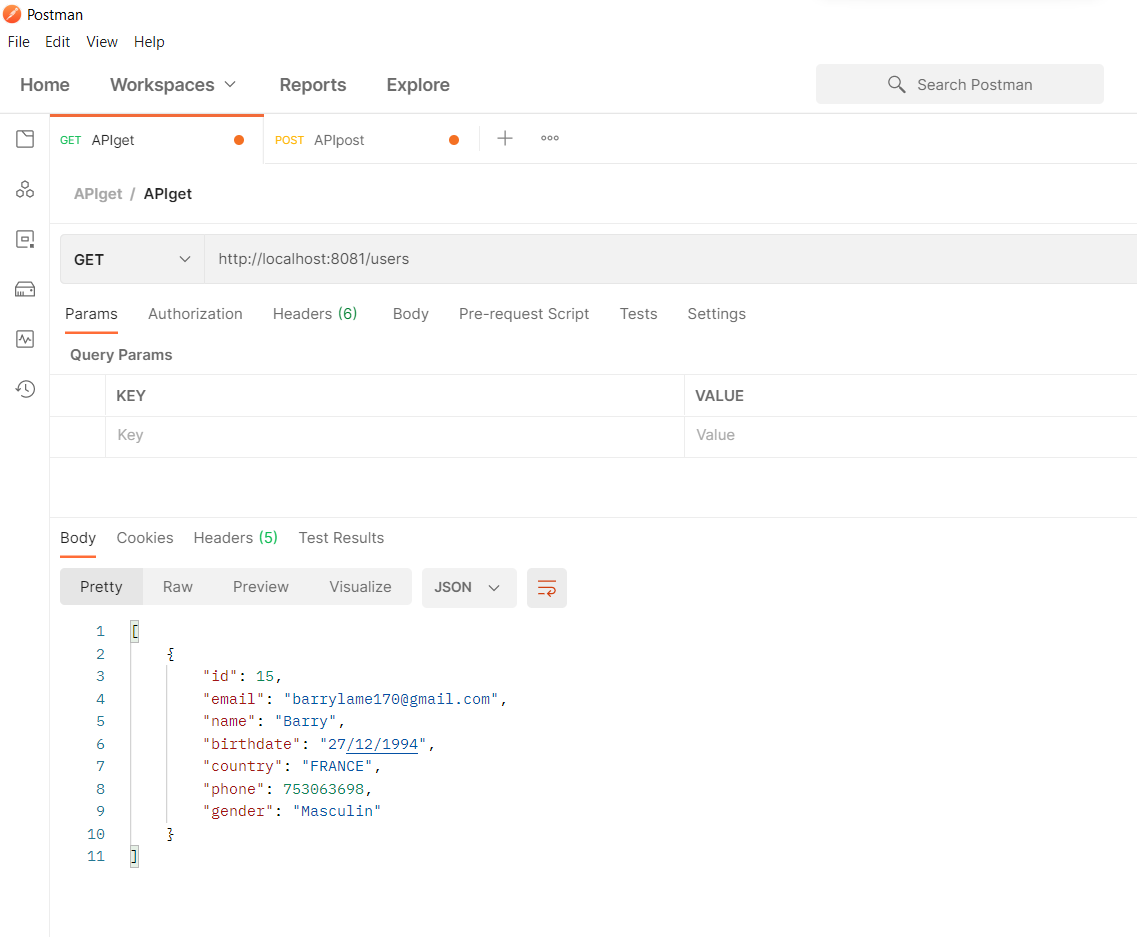 Postman
File Edit View Help
Home Workspaces Reports Explore Search Postman
GET APIget POST APIpost
APIget / APIget
GET http://localhost:8081/users
Params Authorization Headers (6) Body Pre-request Script Tests Settings
Query Params
KEY VALUE
Key Value
Body Cookies Headers (5) Test Results
Pretty Raw Preview Visualize JSON
1 [
2 {
3 "id": 15,
4 "email": "barrylame170@gmail.com",
5 "name": "Barry",
6 "birthdate": "27/12/1994",
7 "country": "FRANCE",
8 "phone": 753063698,
9 "gender": "Masculin"
10 }
11 ]